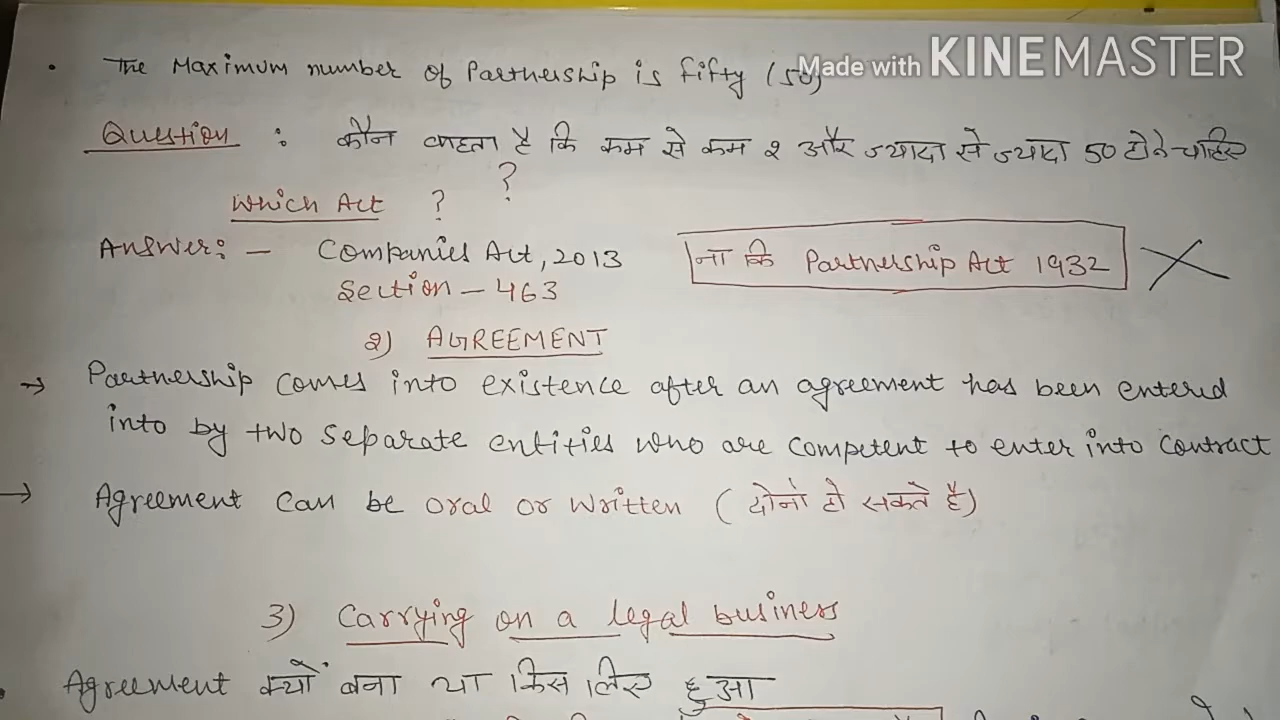 • The Maximum number of Partnership is fifty (50)
Made with KINEMASTER
Question : कौन कहता है कि कम से कम २ और ज्यादा से ज्यादा 50 होने चाहिए
?
Which Act ?
Answer: – Companies Act, 2013
ना कि Partnership Act 1932
Section – 463
2) AGREEMENT
→ Partnership comes into existence after an agreement has been entered
into by two separate entities who are competent to enter into contract
→ Agreement can be oral or written (दोनों हो सकते है)
3) Carrying on a legal business
• Agreement क्यों बना या किस लिए हुआ